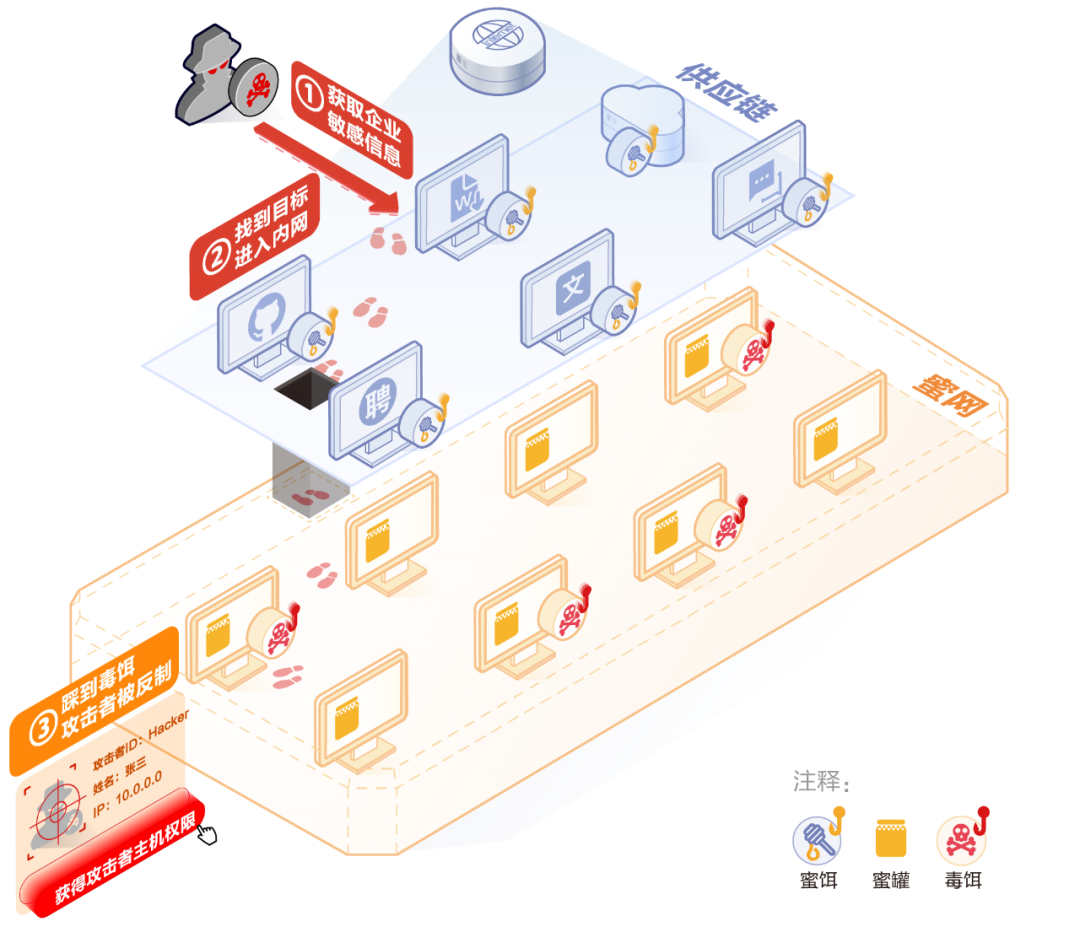 供应链
① 获取企业
敏感信息
② 找到目标
进入内网
W
文
聘
蜜网
③ 踩到毒饵
攻击者被反制
攻击者ID：Hacker
姓名：张三
IP：10.0.0.0
获得攻击者主机权限
注释：
蜜饵
蜜罐
毒饵